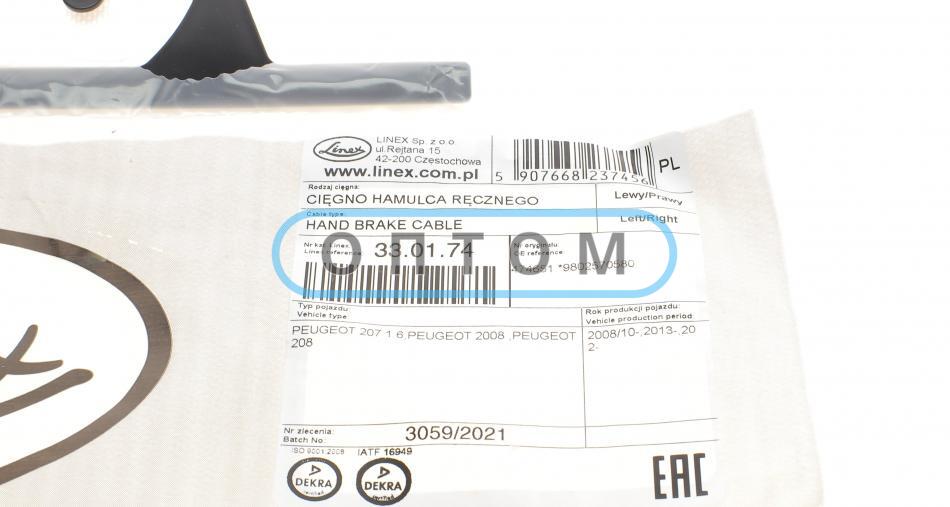 Linex
LINEX Sp. z o o
ul.Rejtana 15
42-200 Częstochowa
www.linex.com.pl
5 907668 237456
PL
Rodzaj cięgna:
CIĘGNO HAMULCA RĘCZNEGO
Lewy/Prawy
Cable type:
HAND BRAKE CABLE
Left/Right
Nr kat. Linex:
Linex reference:
33.01.74
Nr oryginału:
OE reference:
474651 *9802570580
ОПТОМ
Typ pojazdu:
Vehicle type:
Rok produkcji pojazdu:
Vehicle production period:
PEUGEOT 207 1 6,PEUGEOT 2008 ,PEUGEOT
208
2008/10-,2013-,20
2-
Nr zlecenia:
Batch No:
3059/2021
ISO 9001:2008
IATF 16949
DEKRA
DEKRA
EAC